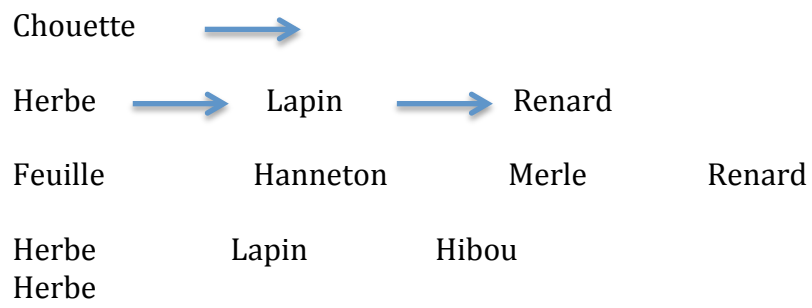 Chouette
Herbe Lapin Renard
Feuille Hanneton Merle Renard
Herbe Lapin Hibou
Herbe